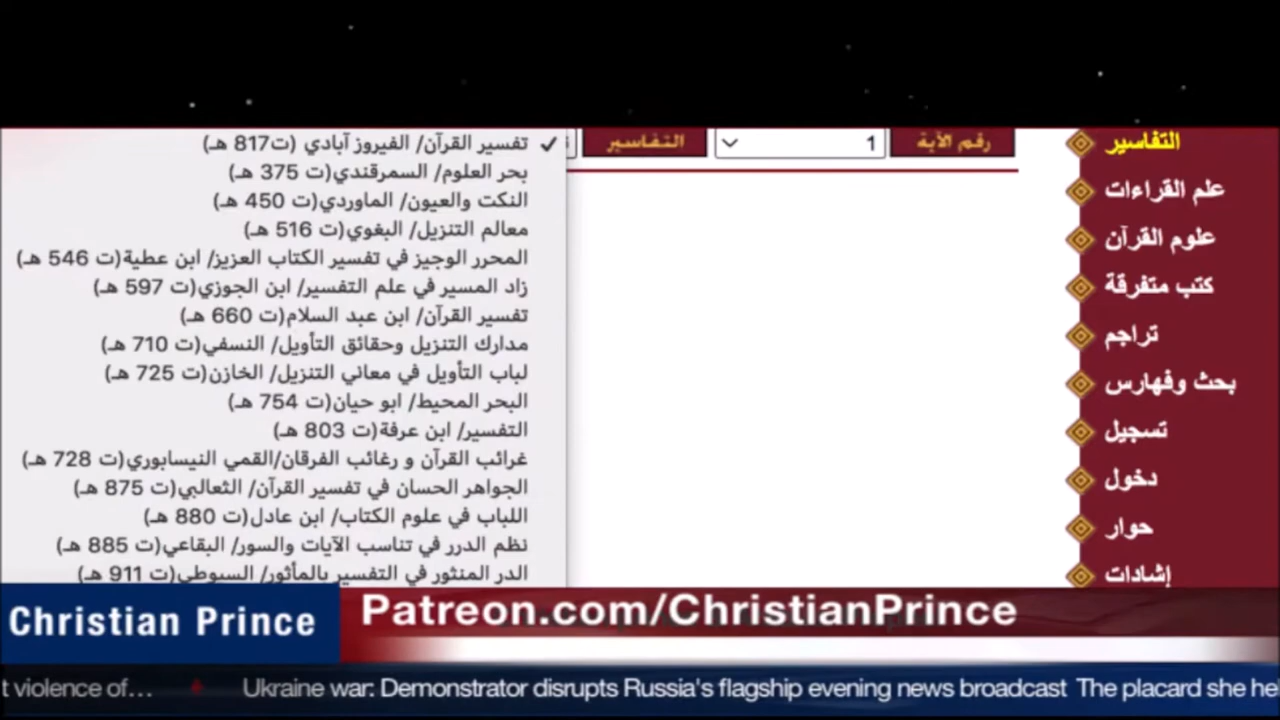 التفاسير
علم القراءات
علوم القرآن
كتب متفرقة
تراجم
بحث وفهارس
تسجيل
دخول
حوار
إشادات
رقم الآية
1
التفاسير
✓ تفسير القرآن/ الفيروز آبادي (ت817 هـ)
بحر العلوم/ السمرقندي(ت 375 هـ)
النكت والعيون/ الماوردي(ت 450 هـ)
معالم التنزيل/ البغوي(ت 516 هـ)
المحرر الوجيز في تفسير الكتاب العزيز/ ابن عطية(ت 546 هـ)
زاد المسير في علم التفسير/ ابن الجوزي(ت 597 هـ)
تفسير القرآن/ ابن عبد السلام(ت 660 هـ)
مدارك التنزيل وحقائق التأويل/ النسفي(ت 710 هـ)
لباب التأويل في معاني التنزيل/ الخازن(ت 725 هـ)
البحر المحيط/ ابو حيان(ت 754 هـ)
التفسير/ ابن عرفة(ت 803 هـ)
غرائب القرآن و رغائب الفرقان/القمي النيسابوري(ت 728 هـ)
الجواهر الحسان في تفسير القرآن/ الثعالبي(ت 875 هـ)
اللباب في علوم الكتاب/ ابن عادل(ت 880 هـ)
نظم الدرر في تناسب الآيات والسور/ البقاعي(ت 885 هـ)
الدر المنثور في التفسير بالمأثور/ السيوطي(ت 911 هـ)
Christian Prince
Patreon.com/ChristianPrince
t violence of… Ukraine war: Demonstrator disrupts Russia's flagship evening news broadcast The placard she hel